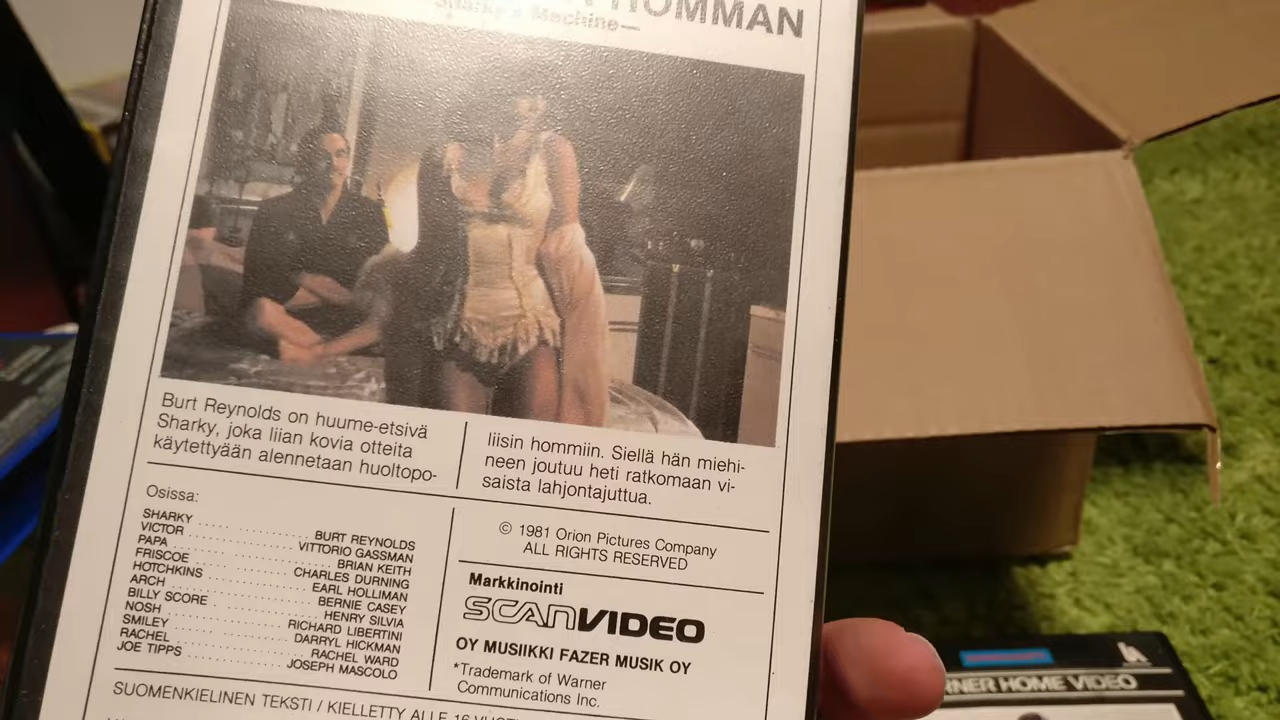 HOMMAN
Sharky's Machine—
Burt Reynolds on huume-etsivä
Sharky, joka liian kovia otteita
käytettyään alennetaan huoltopo-
liisin hommiin. Siellä hän miehi-
neen joutuu heti ratkomaan vi-
saista lahjontajuttua.
Osissa:
SHARKY ..... BURT REYNOLDS
VICTOR ..... VITTORIO GASSMAN
PAPA ..... BRIAN KEITH
FRISCOE ..... CHARLES DURNING
HOTCHKINS ..... EARL HOLLIMAN
ARCH ..... BERNIE CASEY
BILLY SCORE ..... HENRY SILVIA
NOSH ..... RICHARD LIBERTINI
SMILEY ..... DARRYL HICKMAN
RACHEL ..... RACHEL WARD
JOE TIPPS ..... JOSEPH MASCOLO
© 1981 Orion Pictures Company
ALL RIGHTS RESERVED
Markkinointi
SCANVIDEO
OY MUSIIKKI FAZER MUSIK OY
*Trademark of Warner
Communications Inc.
SUOMENKIELINEN TEKSTI / KIELLETTY ALLE 16
RNER HOME VIDEO